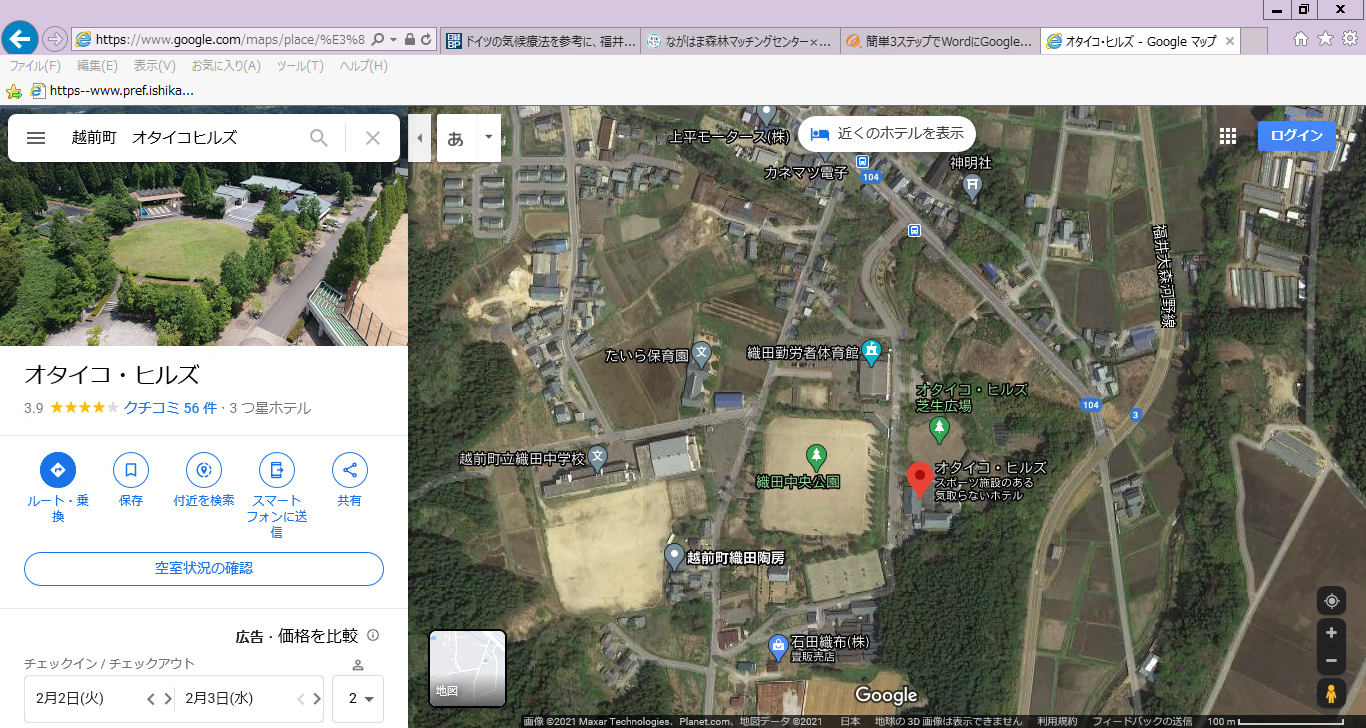 https://www.google.com/maps/place/%E3%8
ドイツの気候療法を参考に、福井...
ながはま森林マッチングセンター×...
簡単3ステップでWordにGoogle...
オタイコ・ヒルズ - Google マップ
ファイル(F) 編集(E) 表示(V) お気に入り(A) ツール(T) ヘルプ(H)
https--www.pref.ishika...
越前町 オタイコヒルズ
あ
近くのホテルを表示
ログイン
上平モータース(株)
カネマツ電子
104
神明社
福井大森河野線
たいら保育園
織田勤労者体育館
オタイコ・ヒルズ
芝生広場
104
3
越前町立織田中学校
織田中央公園
オタイコ・ヒルズ
スポーツ施設のある
気取らないホテル
越前町織田陶房
石田織布(株)
畳販売店
オタイコ・ヒルズ
3.9 クチコミ 56 件 · 3 つ星ホテル
ルート・乗換
保存
付近を検索
スマートフォンに送信
共有
空室状況の確認
広告・価格を比較
チェックイン / チェックアウト
2月2日(火)
2月3日(水)
2
地図
Google
画像 ©2021 Maxar Technologies、Planet.com、地図データ ©2021 日本 地球の 3D 画像は表示できません 利用規約 フィードバックの送信 100 m